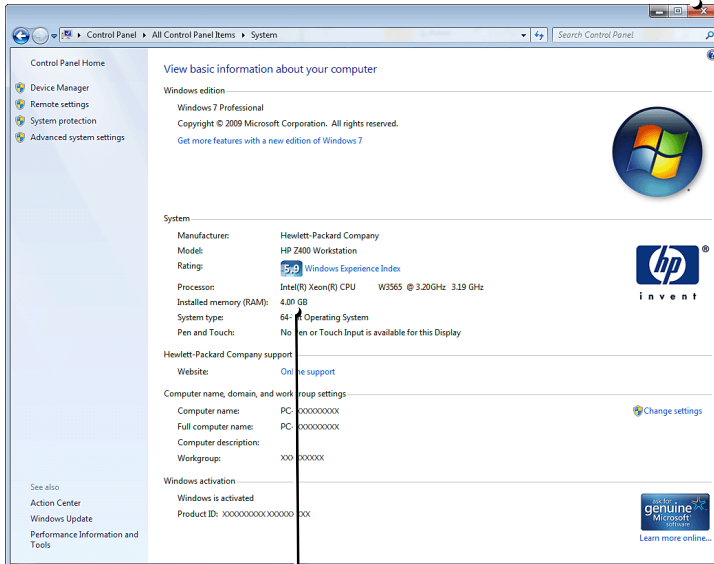 Control Panel ▸ All Control Panel Items ▸ System
Search Control Panel
Control Panel Home
Device Manager
Remote settings
System protection
Advanced system settings
See also
Action Center
Windows Update
Performance Information and
Tools
View basic information about your computer
Windows edition
Windows 7 Professional
Copyright © 2009 Microsoft Corporation. All rights reserved.
Get more features with a new edition of Windows 7
System
Manufacturer: Hewlett-Packard Company
Model: HP Z400 Workstation
Rating: 5.9 Windows Experience Index
Processor: Intel(R) Xeon(R) CPU W3565 @ 3.20GHz 3.19 GHz
Installed memory (RAM): 4.00 GB
System type: 64-bit Operating System
Pen and Touch: No Pen or Touch Input is available for this Display
hp ®
invent
Hewlett-Packard Company support
Website: Online support
Computer name, domain, and workgroup settings
Computer name: PC-XXXXXXXXX
Change settings
Full computer name: PC-XXXXXXXXX
Computer description:
Workgroup: XXXXXXXXX
Windows activation
Windows is activated
Product ID:
ask for
genuine
Microsoft
software
Learn more online...